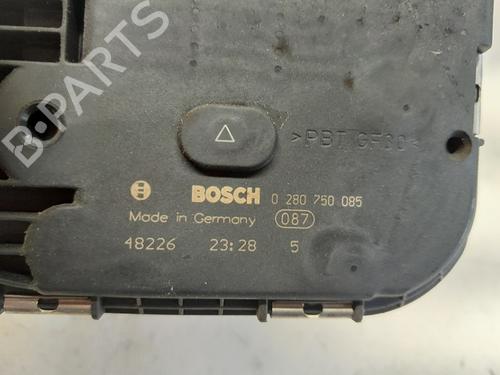 B-PARTS
>PBT GF30<
BOSCH 0 280 750 085
Made in Germany 087
48226 23:28 5